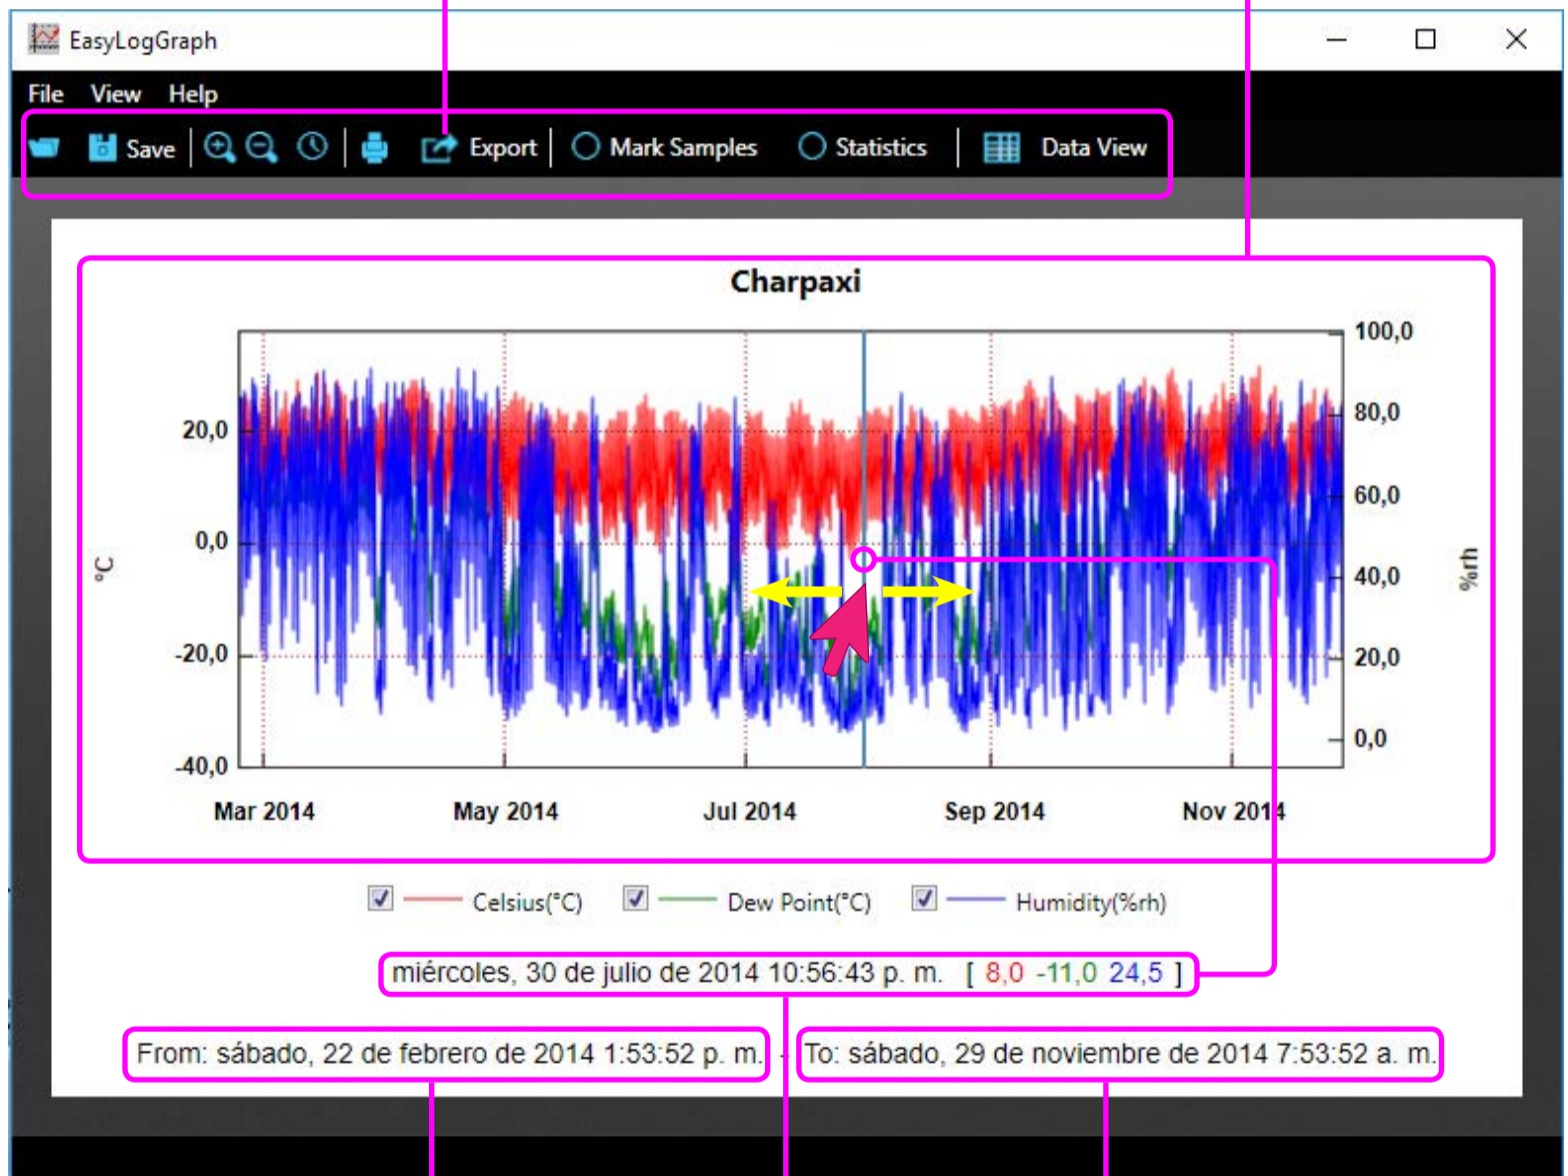 EasyLogGraph
File View Help
Save Export Mark Samples Statistics Data View
Charpaxi
100,0
80,0
20,0
60,0
0,0
°C
40,0
%rh
-20,0
20,0
0,0
-40,0
Mar 2014 May 2014 Jul 2014 Sep 2014 Nov 2014
Celsius(°C) Dew Point(°C) Humidity(%rh)
miércoles, 30 de julio de 2014 10:56:43 p. m. [ 8,0 -11,0 24,5 ]
From: sábado, 22 de febrero de 2014 1:53:52 p. m. - To: sábado, 29 de noviembre de 2014 7:53:52 a. m.